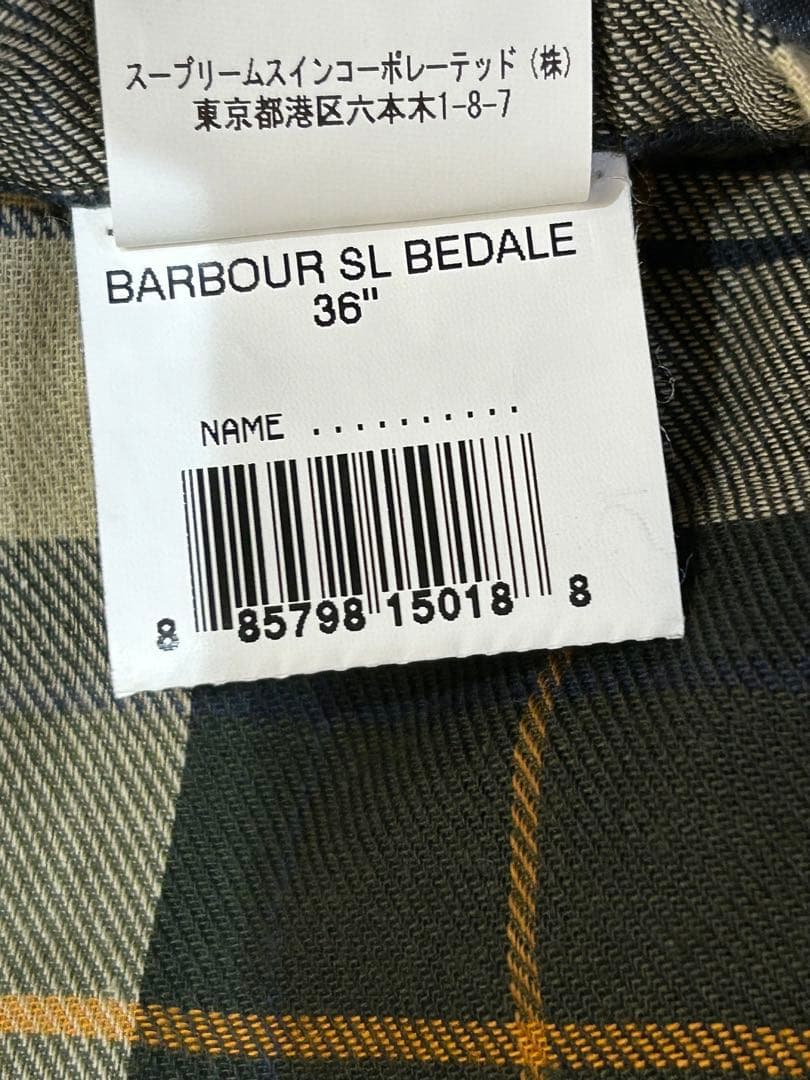 スープリームスインコーポレーテッド（株）
東京都港区六本木1-8-7
BARBOUR SL BEDALE
36"
NAME ..........
8 85798 15018 8